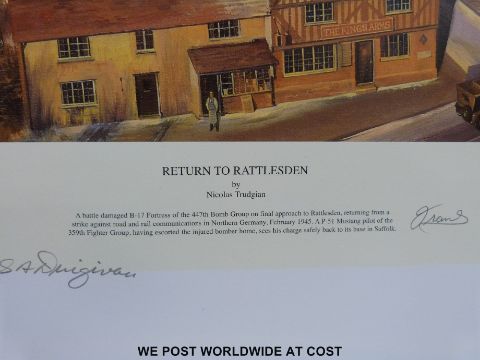 THE KING'S ARMS
RETURN TO RATTLESDEN
by
Nicolas Trudgian
A battle damaged B-17 Fortress of the 447th Bomb Group on final approach to Rattlesden, returning from a
strike against road and rail communications in Northern Germany, February 1945. A P-51 Mustang pilot of the
359th Fighter Group, having escorted the injured bomber home, sees his charge safely back to its base in Suffolk.
WE POST WORLDWIDE AT COST